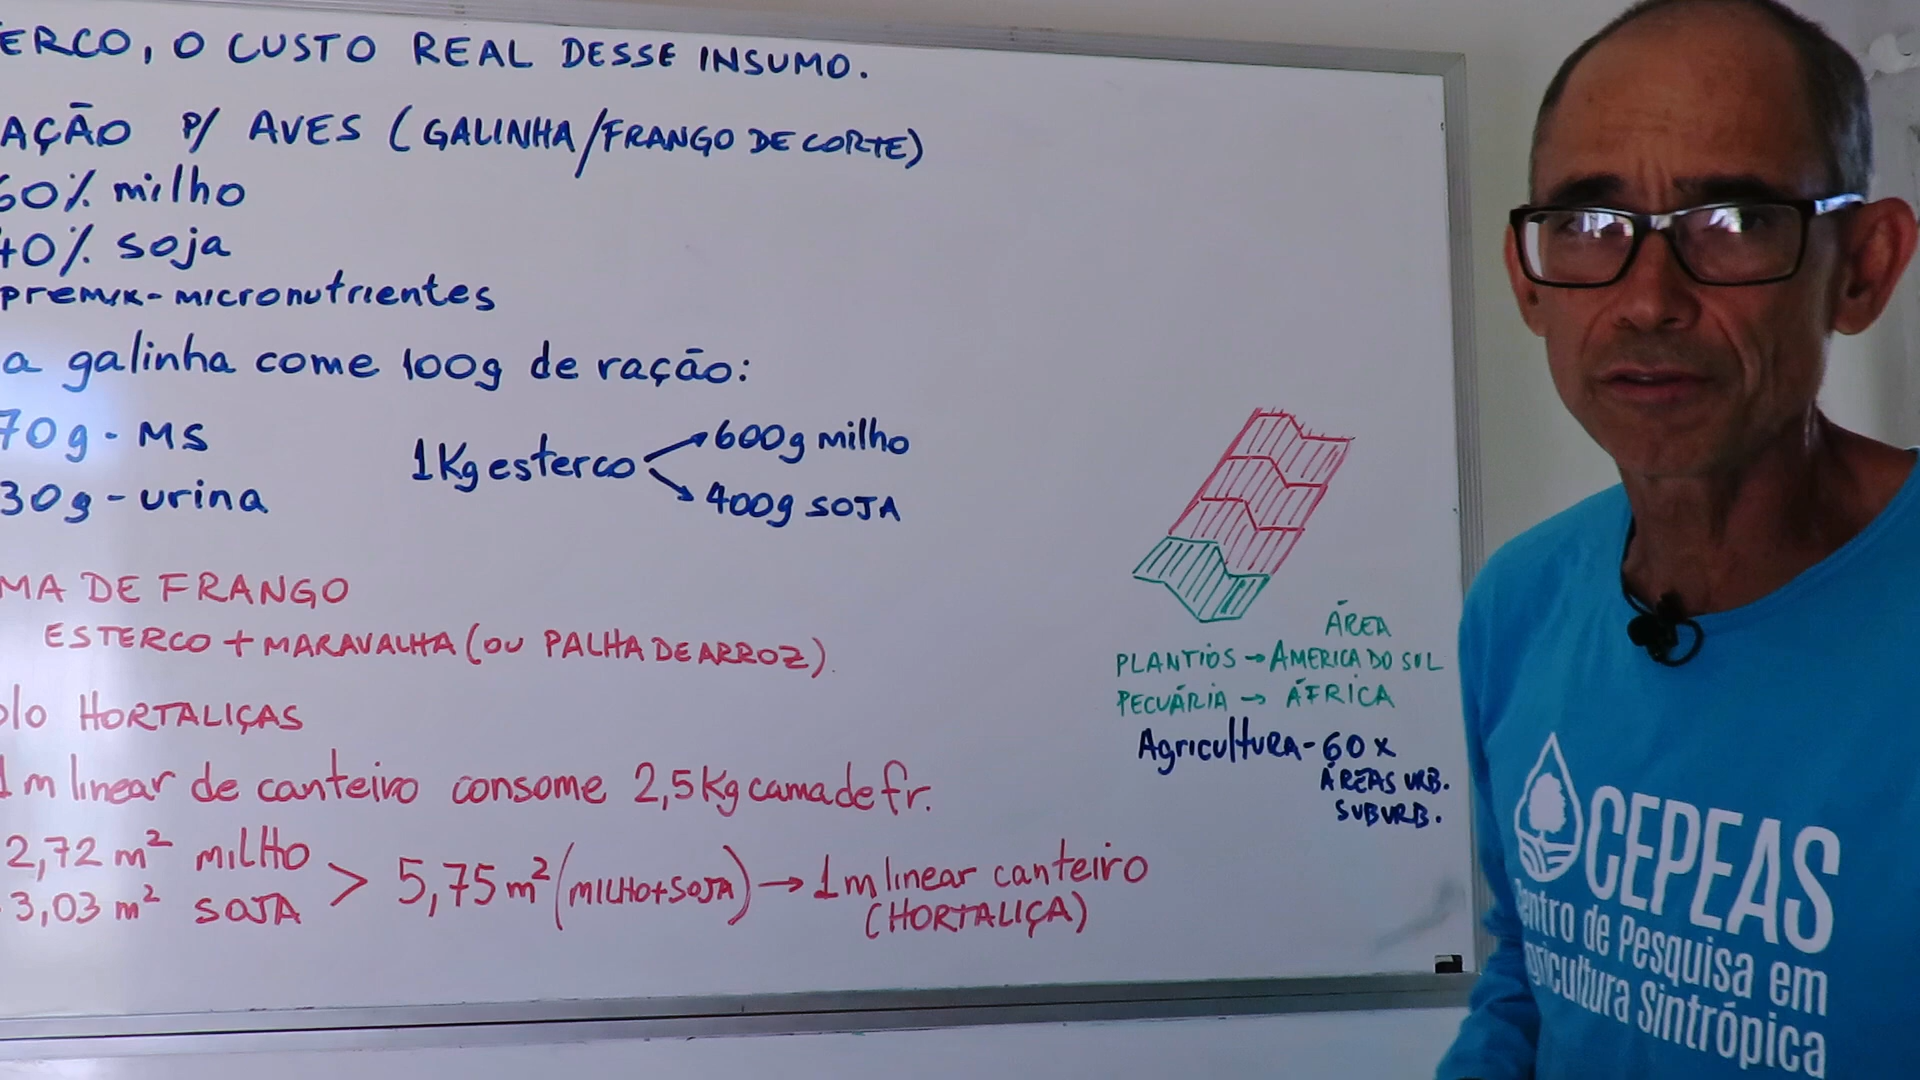 ERCO, O CUSTO REAL DESSE INSUMO.
AÇÃO P/ AVES (GALINHA/FRANGO DE CORTE)
60% milho
40% soja
premix - micronutrientes
a galinha come 100g de ração:
70g - MS
30g - urina
1Kg esterco
600g milho
400g SOJA
MA DE FRANGO
ESTERCO + MARAVALHA (OU PALHA DE ARROZ).
plo HORTALIÇAS
1m linear de canteiro consome 2,5Kg cama de fr.
2,72 m² MILHO
3,03 m² SOJA
> 5,75 m² (MILHO+SOJA) → 1m linear canteiro
(HORTALIÇA)
ÁREA
PLANTIOS → AMERICA DO SUL
PECUÁRIA → ÁFRICA
AgricultURA - 60 x
ÁREAS URB.
SUBURB.
CEPEAS
Centro de Pesquisa em
Agricultura Sintrópica